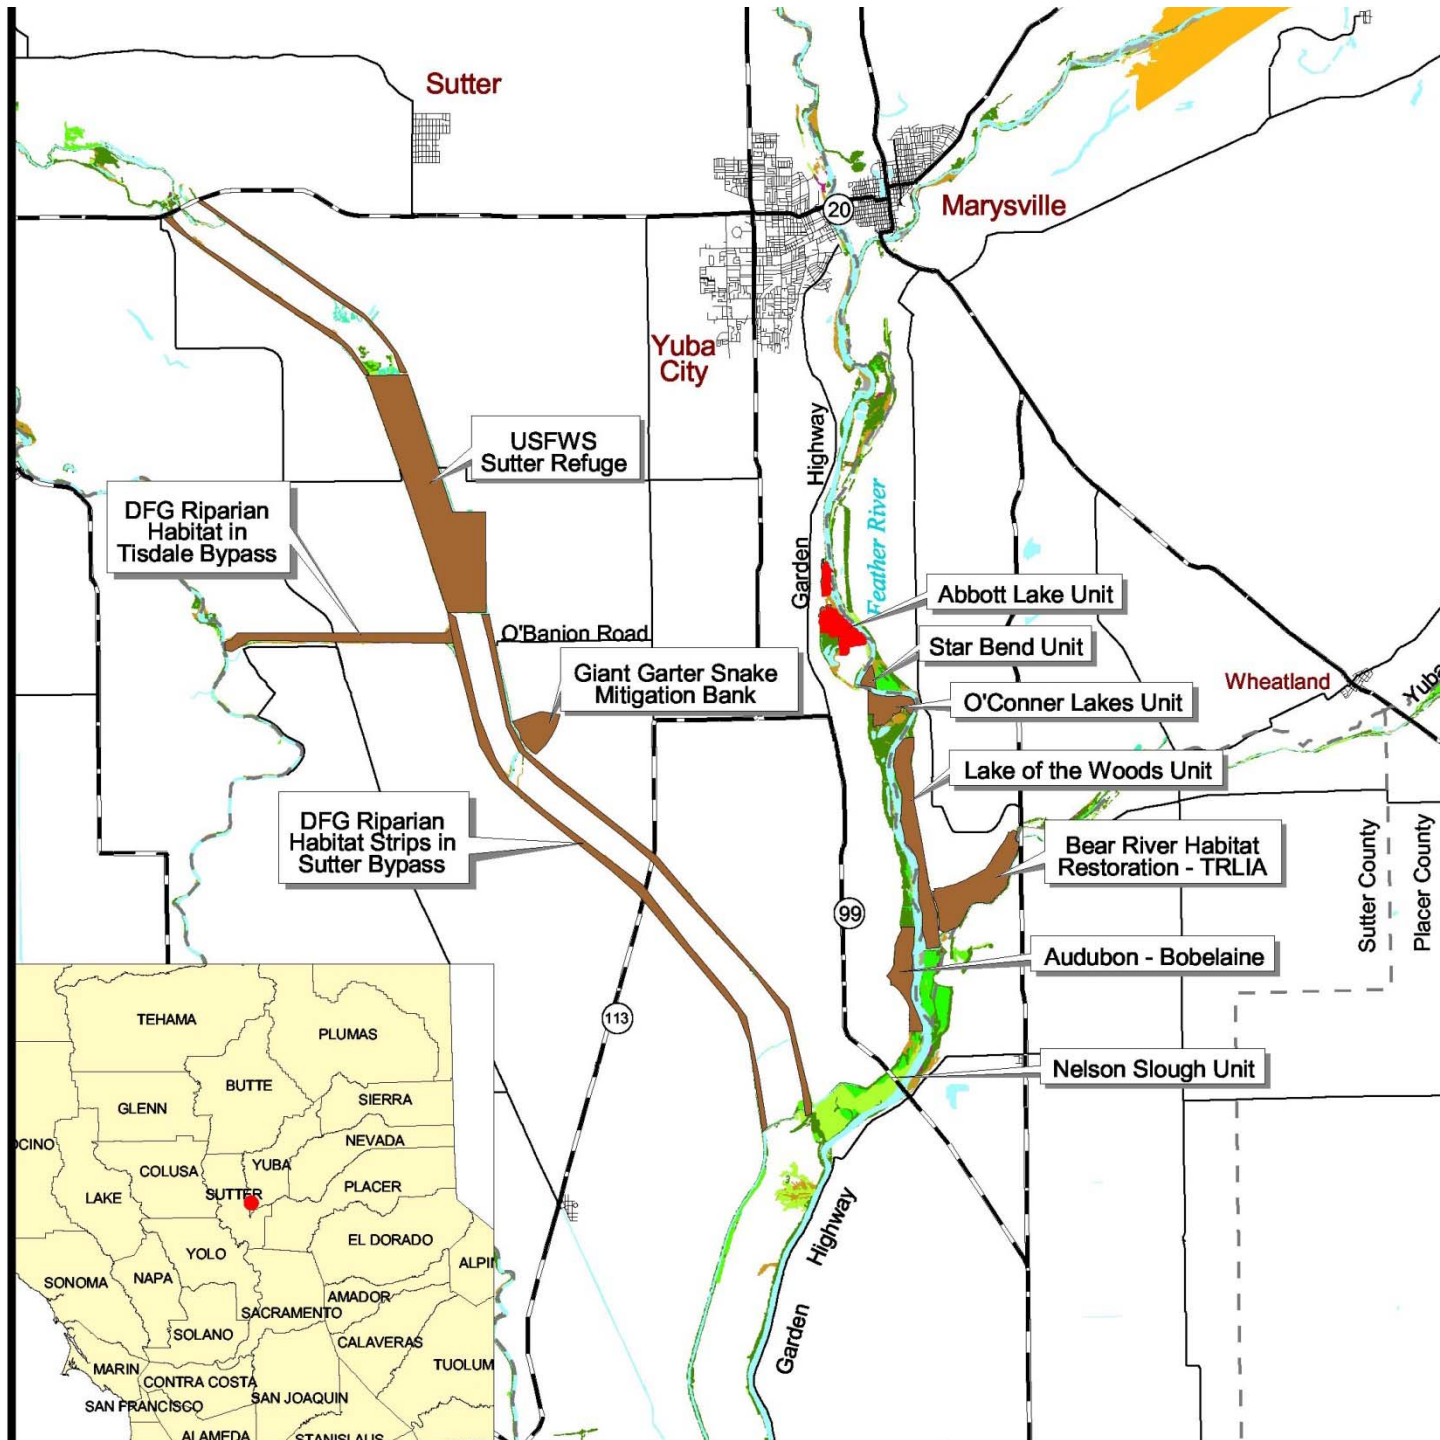 Sutter
20
Marysville
Yuba
City
Highway
USFWS
Sutter Refuge
DFG Riparian
Habitat in
Tisdale Bypass
Feather River
Garden
Abbott Lake Unit
O'Banion Road
Star Bend Unit
Giant Garter Snake
Mitigation Bank
Wheatland
Yuba
O'Conner Lakes Unit
Lake of the Woods Unit
DFG Riparian
Habitat Strips in
Sutter Bypass
Bear River Habitat
Restoration - TRLIA
Sutter County
Placer County
99
Audubon - Bobelaine
113
Nelson Slough Unit
Highway
Garden
TEHAMA
PLUMAS
BUTTE
GLENN
SIERRA
OCINO
NEVADA
COLUSA
YUBA
LAKE
SUTTER
PLACER
YOLO
EL DORADO
ALPI
SONOMA
NAPA
AMADOR
SACRAMENTO
SOLANO
CALAVERAS
MARIN
TUOLUM
CONTRA COSTA
SAN JOAQUIN
SAN FRANCISCO
ALAMEDA
STANISLAUS